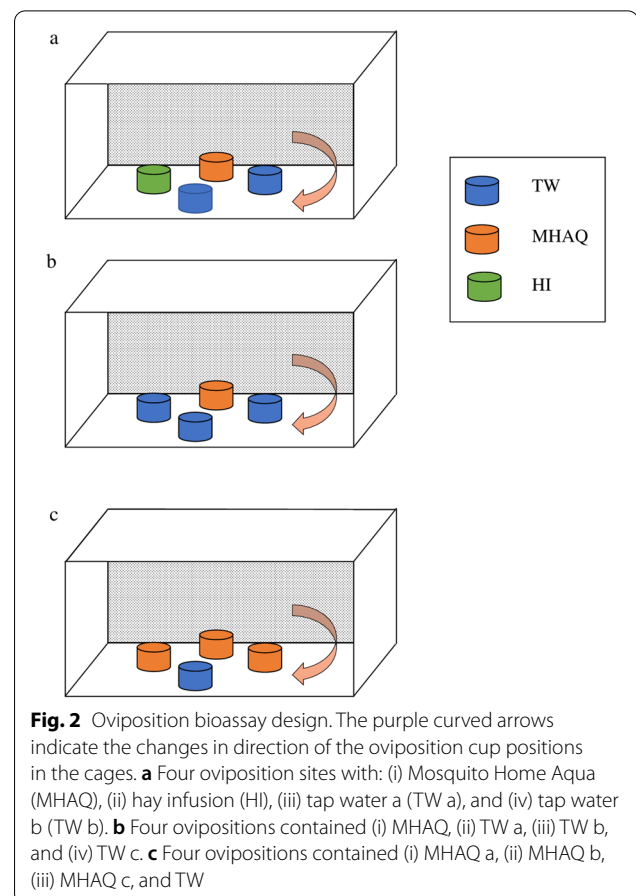 a
TW
MHAQ
HI
b
c
Fig. 2 Oviposition bioassay design. The purple curved arrows
indicate the changes in direction of the oviposition cup positions
in the cages. a Four oviposition sites with: (i) Mosquito Home Aqua
(MHAQ), (ii) hay infusion (HI), (iii) tap water a (TW a), and (iv) tap water
b (TW b). b Four ovipositions contained (i) MHAQ, (ii) TW a, (iii) TW b,
and (iv) TW c. c Four ovipositions contained (i) MHAQ a, (ii) MHAQ b,
(iii) MHAQ c, and TW